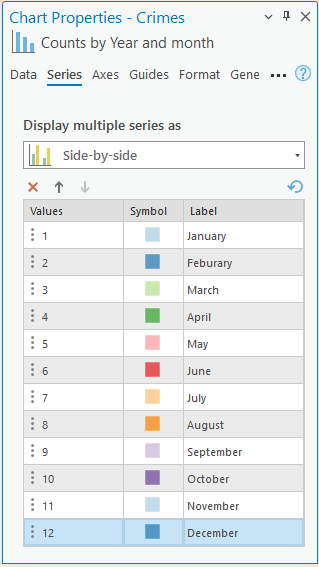 Chart Properties - Crimes
Counts by Year and month
Data Series Axes Guides Format Gene
Display multiple series as
Side-by-side
Values Symbol Label
1 January
2 Feburary
3 March
4 April
5 May
6 June
7 July
8 August
9 September
10 October
11 November
12 December